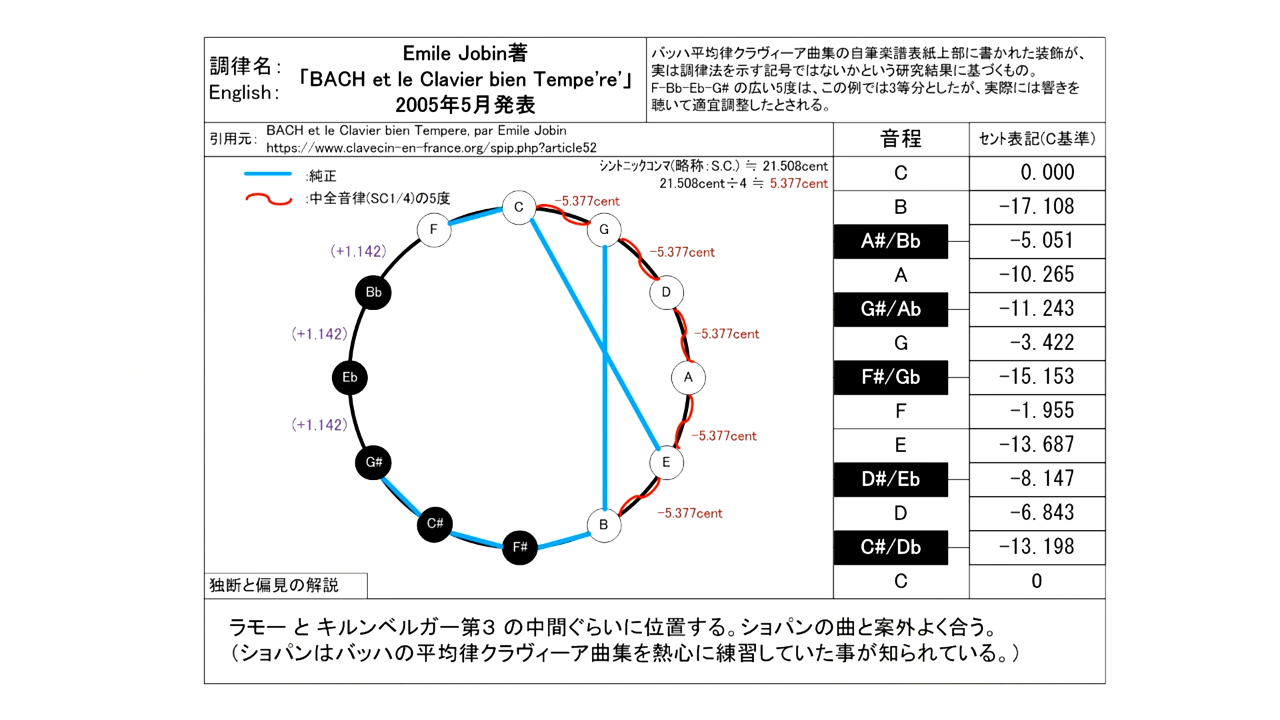 調律名：
English：
Emile Jobin著
「BACH et le Clavier bien Tempe're'」
2005年5月発表
バッハ平均律クラヴィーア曲集の自筆楽譜表紙上部に書かれた装飾が、
実は調律法を示す記号ではないかという研究結果に基づくもの。
F-Bb-Eb-G# の広い5度は、この例では3等分としたが、実際には響きを
聴いて適宜調整したとされる。
引用元：
BACH et le Clavier bien Tempere, par Emile Jobin
https://www.clavecin-en-france.org/spip.php?article52
音程
セント表記(C基準)
シントニックコンマ(略称：S.C.) ≒ 21.508cent
21.508cent÷4 ≒ 5.377cent
:純正
:中全音律(SC1/4)の5度
C
-5.377cent
G
-5.377cent
D
-5.377cent
A
-5.377cent
E
-5.377cent
B
F#
C#
G#
(+1.142)
Eb
(+1.142)
Bb
(+1.142)
F
C 0.000
B -17.108
A#/Bb -5.051
A -10.265
G#/Ab -11.243
G -3.422
F#/Gb -15.153
F -1.955
E -13.687
D#/Eb -8.147
D -6.843
C#/Db -13.198
C 0
独断と偏見の解説
ラモー と キルンベルガー第３ の中間ぐらいに位置する。ショパンの曲と案外よく合う。
（ショパンはバッハの平均律クラヴィーア曲集を熱心に練習していた事が知られている。）